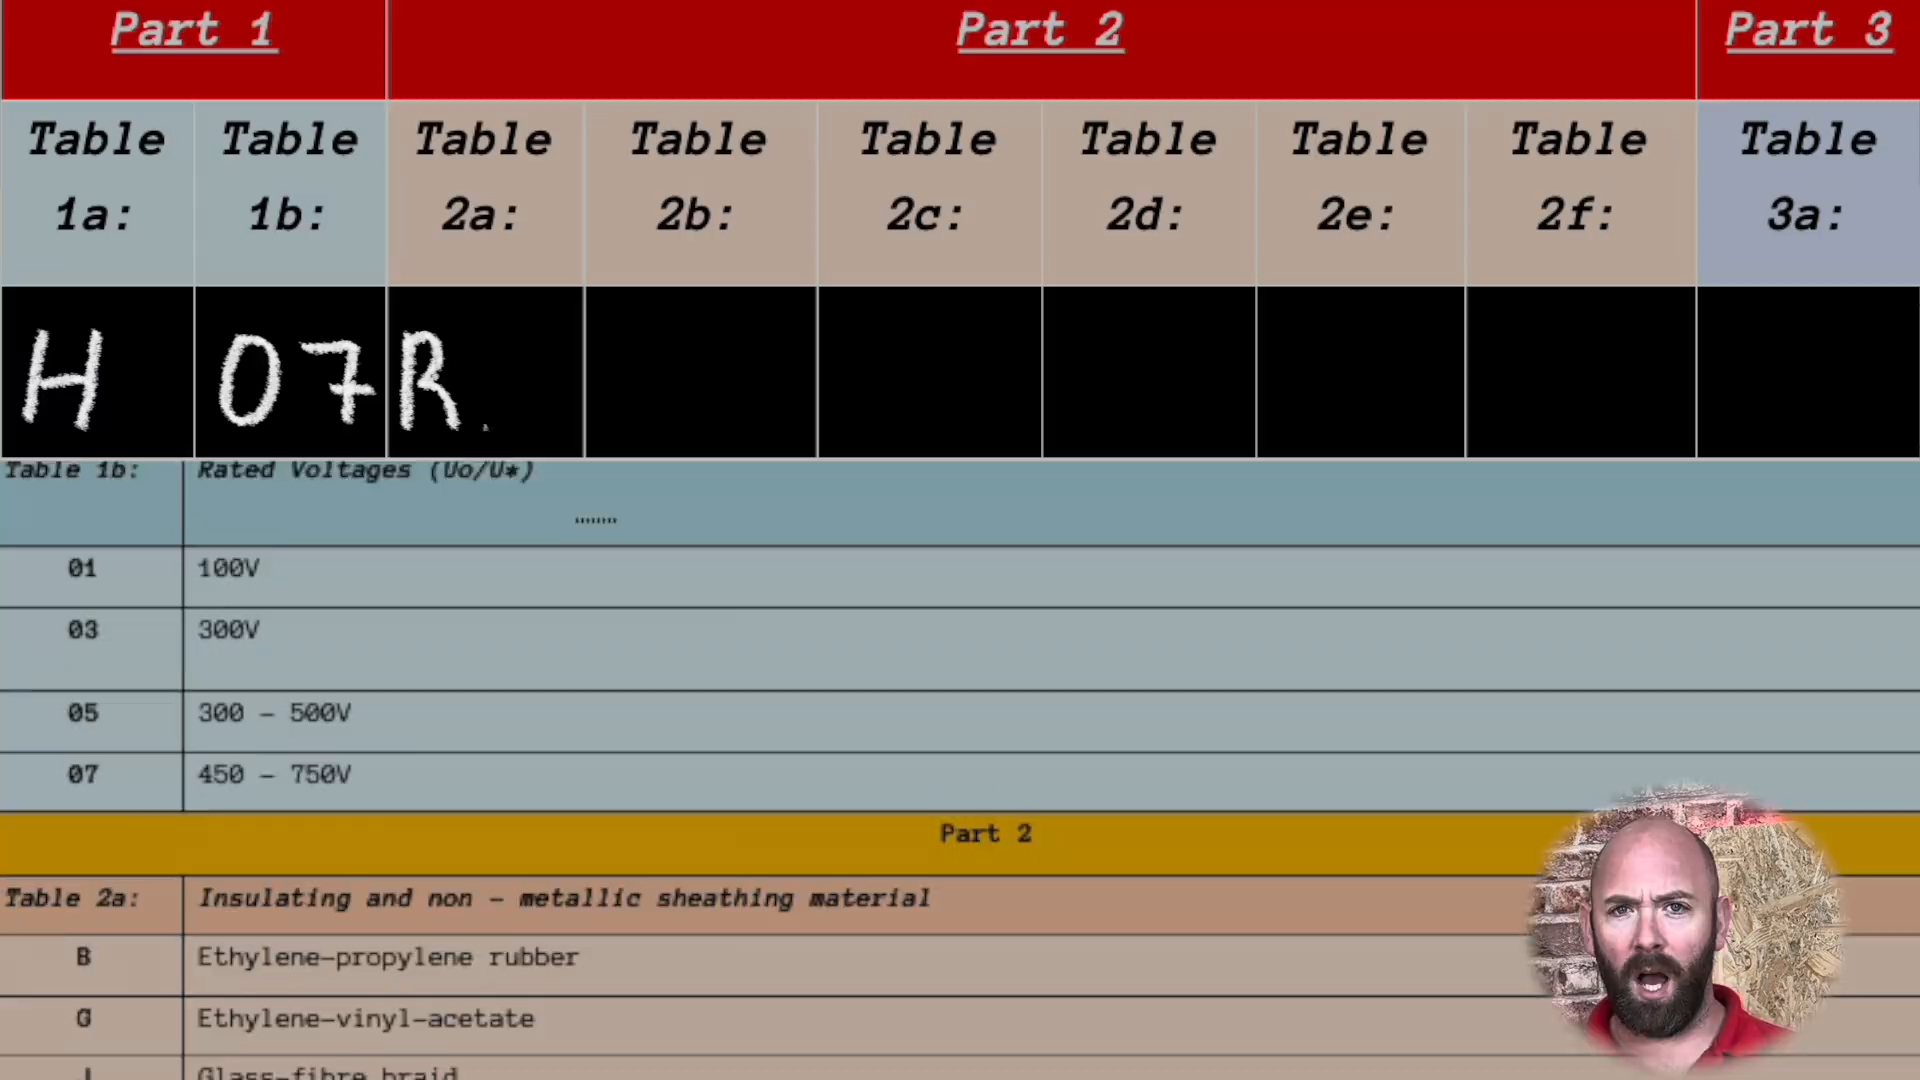 Part 1 Part 2 Part 3
Table 1a: Table 1b: Table 2a: Table 2b: Table 2c: Table 2d: Table 2e: Table 2f: Table 3a:
H 07 R
Table 1b: Rated Voltages (Uo/U*)
01 100V
03 300V
05 300 – 500V
07 450 – 750V
Part 2
Table 2a: Insulating and non – metallic sheathing material
B Ethylene–propylene rubber
G Ethylene–vinyl–acetate
J Glass–fibre braid